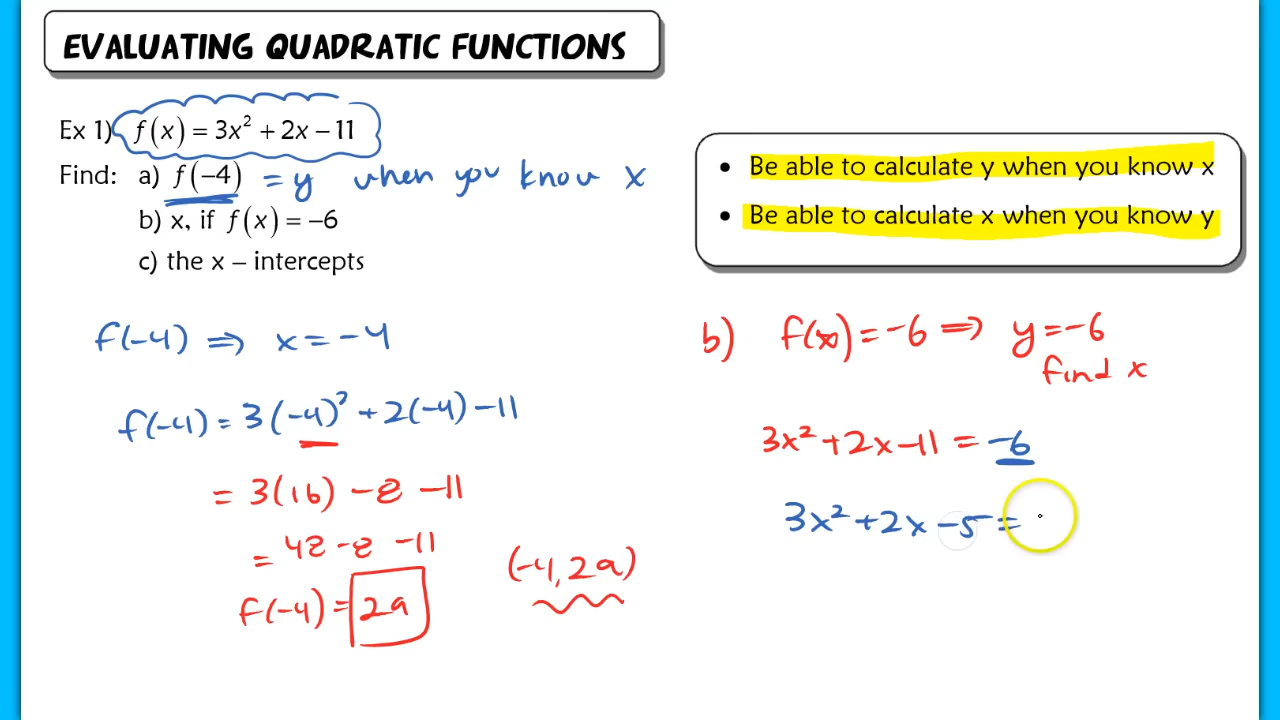 EVALUATING QUADRATIC FUNCTIONS
Ex 1) f(x) = 3x² + 2x − 11
Find: a) f(−4) = y when you know x
b) x, if f(x) = −6
c) the x − intercepts
• Be able to calculate y when you know x
• Be able to calculate x when you know y
f(-4) ⇒ x = -4
f(-4) = 3(-4)² + 2(-4) - 11
= 3(16) - 8 - 11
= 48 - 8 - 11
f(-4) = 29
(-4, 29)
b) f(x) = -6 ⇒ y = -6
find x
3x² + 2x - 11 = -6
3x² + 2x - 5 =